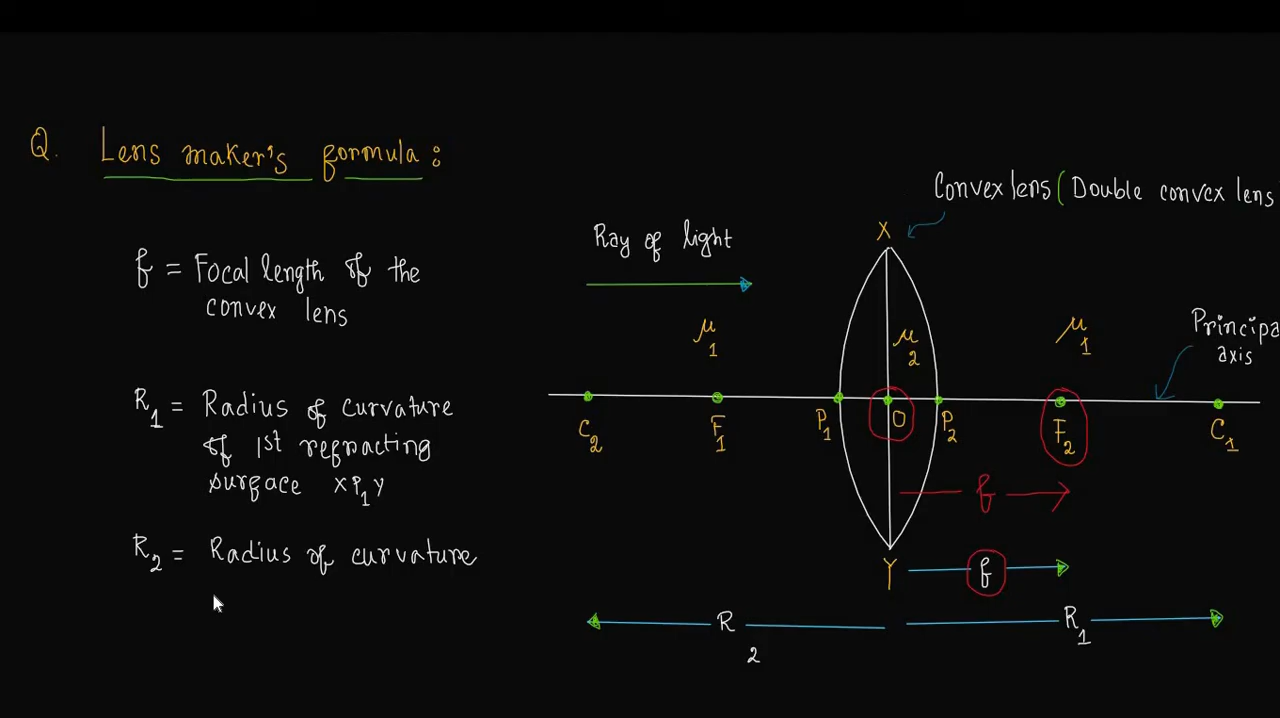 Q. Lens maker's formula:
f = Focal length of the
convex lens
R1 = Radius of curvature
of 1st refracting
surface XP1Y
R2 = Radius of curvature
Convex lens (Double convex lens
X
Ray of light
μ1
μ2
μ1
Principal
axis
C2
F1
P1
O
P2
F2
C1
f
Y
f
R2
R1